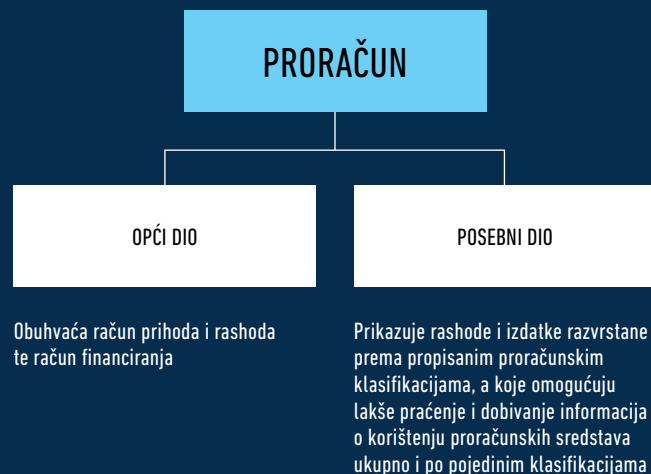 PRORAČUN
OPĆI DIO
POSEBNI DIO
Obuhvaća račun prihoda i rashoda
te račun financiranja
Prikazuje rashode i izdatke razvrstane
prema propisanim proračunskim
klasifikacijama, a koje omogućuju
lakše praćenje i dobivanje informacija
o korištenju proračunskih sredstava
ukupno i po pojedinim klasifikacijama